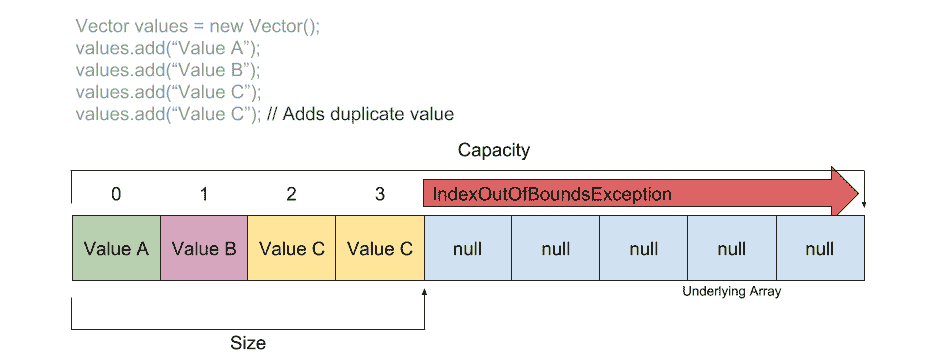 Vector values = new Vector();
values.add(“Value A”);
values.add(“Value B”);
values.add(“Value C”);
values.add(“Value C”); // Adds duplicate value
Capacity
0 1 2 3 IndexOutOfBoundsException
Value A Value B Value C Value C null null null null null
Underlying Array
Size